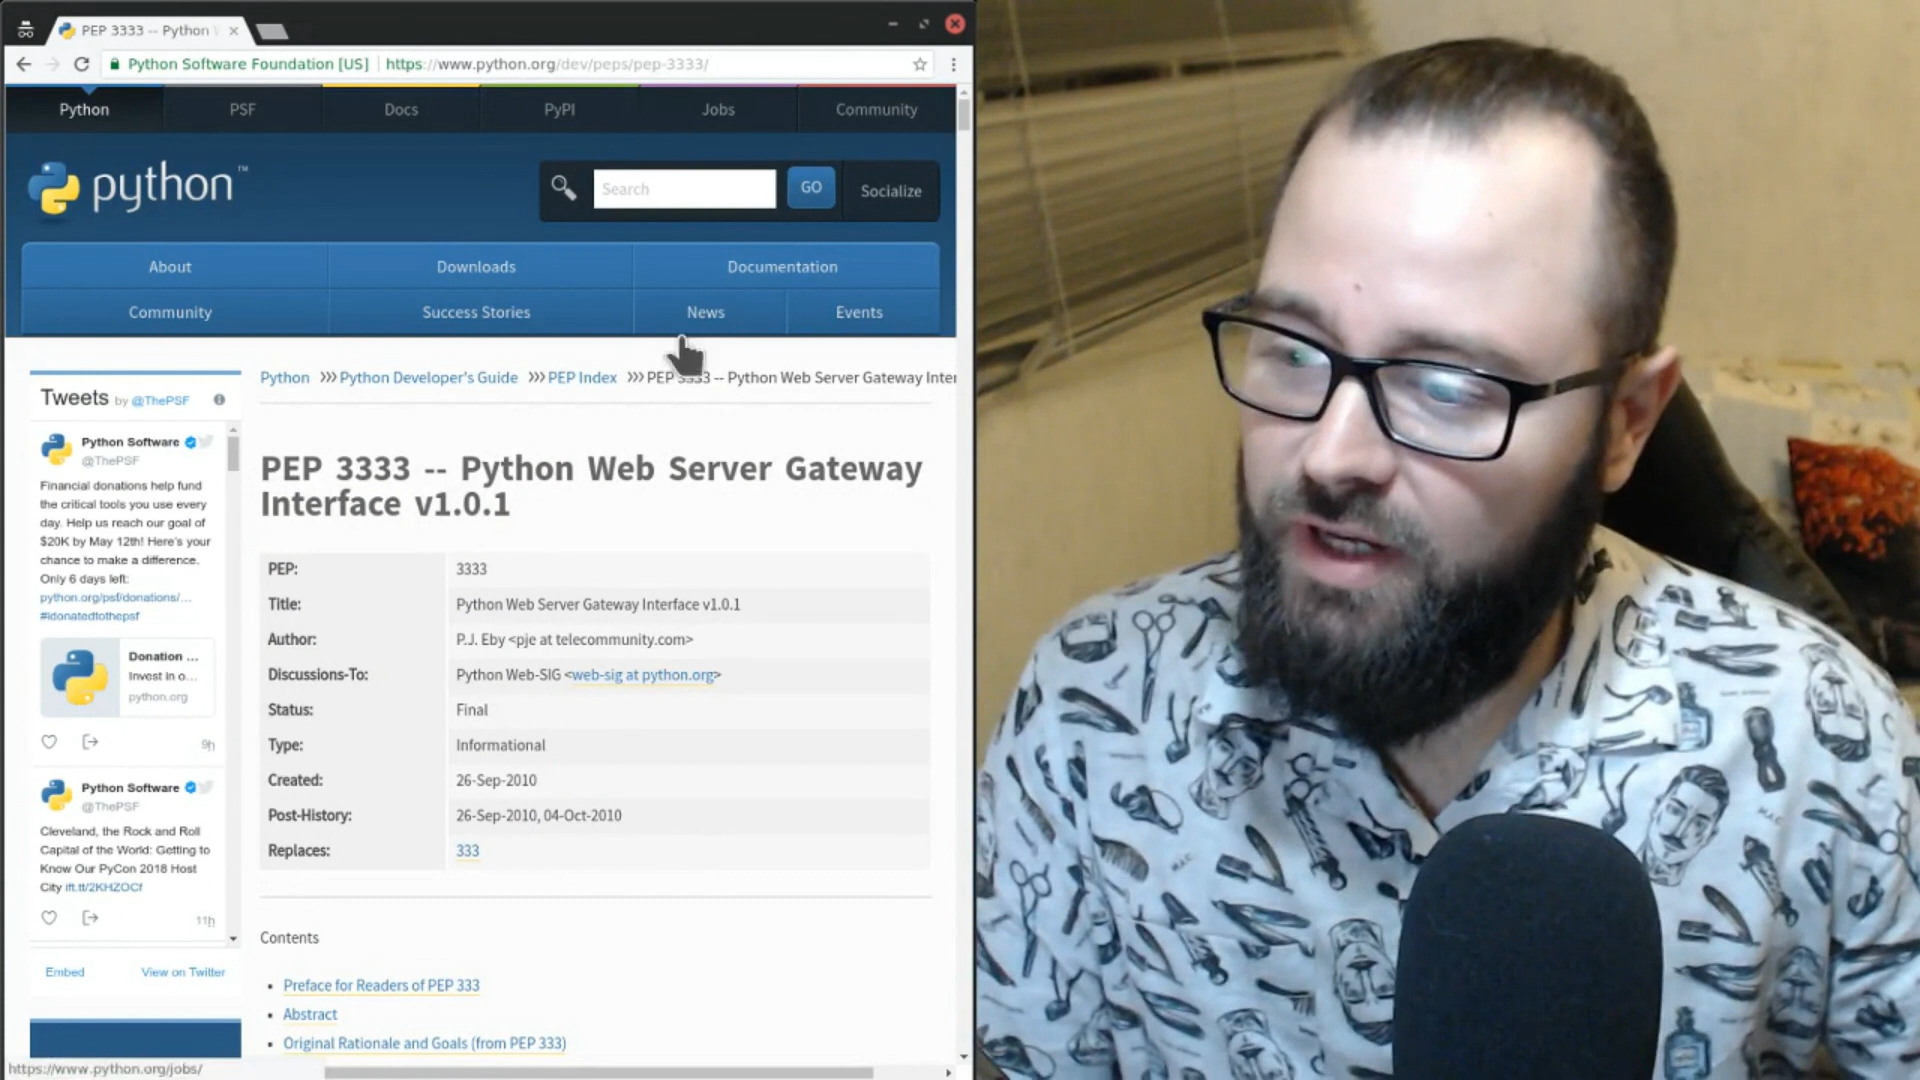 PEP 3333 -- Python
Python Software Foundation [US] https://www.python.org/dev/peps/pep-3333/
Python PSF Docs PyPI Jobs Community
python™
Search GO Socialize
About Downloads Documentation
Community Success Stories News Events
Python >>> Python Developer's Guide >>> PEP Index >>> PEP 3333 -- Python Web Server Gateway Inter
Tweets by @ThePSF
Python Software
@ThePSF
Financial donations help fund
the critical tools you use every
day. Help us reach our goal of
$20K by May 12th! Here's your
chance to make a difference.
Only 6 days left:
python.org/psf/donations/…
#idonatedtothepsf
Donation ...
Invest in o...
python.org
9h
Python Software
@ThePSF
Cleveland, the Rock and Roll
Capital of the World: Getting to
Know Our PyCon 2018 Host
City ift.tt/2KHZOCf
11h
Embed View on Twitter
PEP 3333 -- Python Web Server Gateway
Interface v1.0.1
PEP: 3333
Title: Python Web Server Gateway Interface v1.0.1
Author: P.J. Eby <pje at telecommunity.com>
Discussions-To: Python Web-SIG <web-sig at python.org>
Status: Final
Type: Informational
Created: 26-Sep-2010
Post-History: 26-Sep-2010, 04-Oct-2010
Replaces: 333
Contents
Preface for Readers of PEP 333
Abstract
Original Rationale and Goals (from PEP 333)
https://www.python.org/jobs/